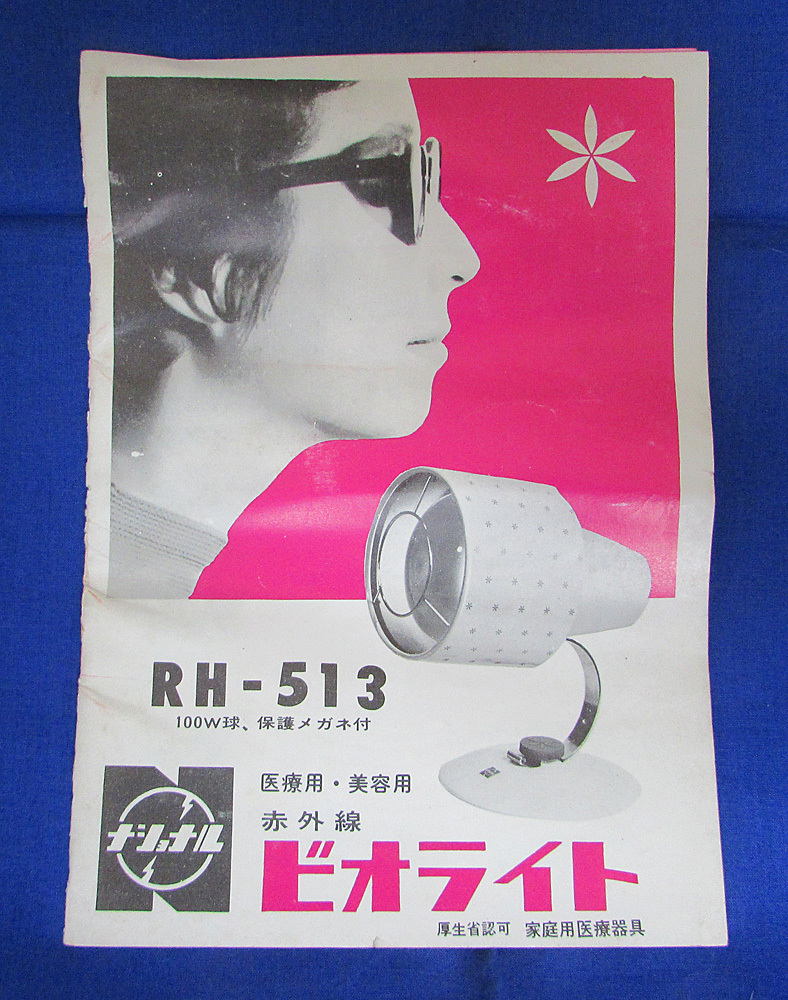 RH-513
100W球、保護メガネ付
医療用・美容用
赤外線
ナショナル
ビオライト
厚生省認可 家庭用医療器具